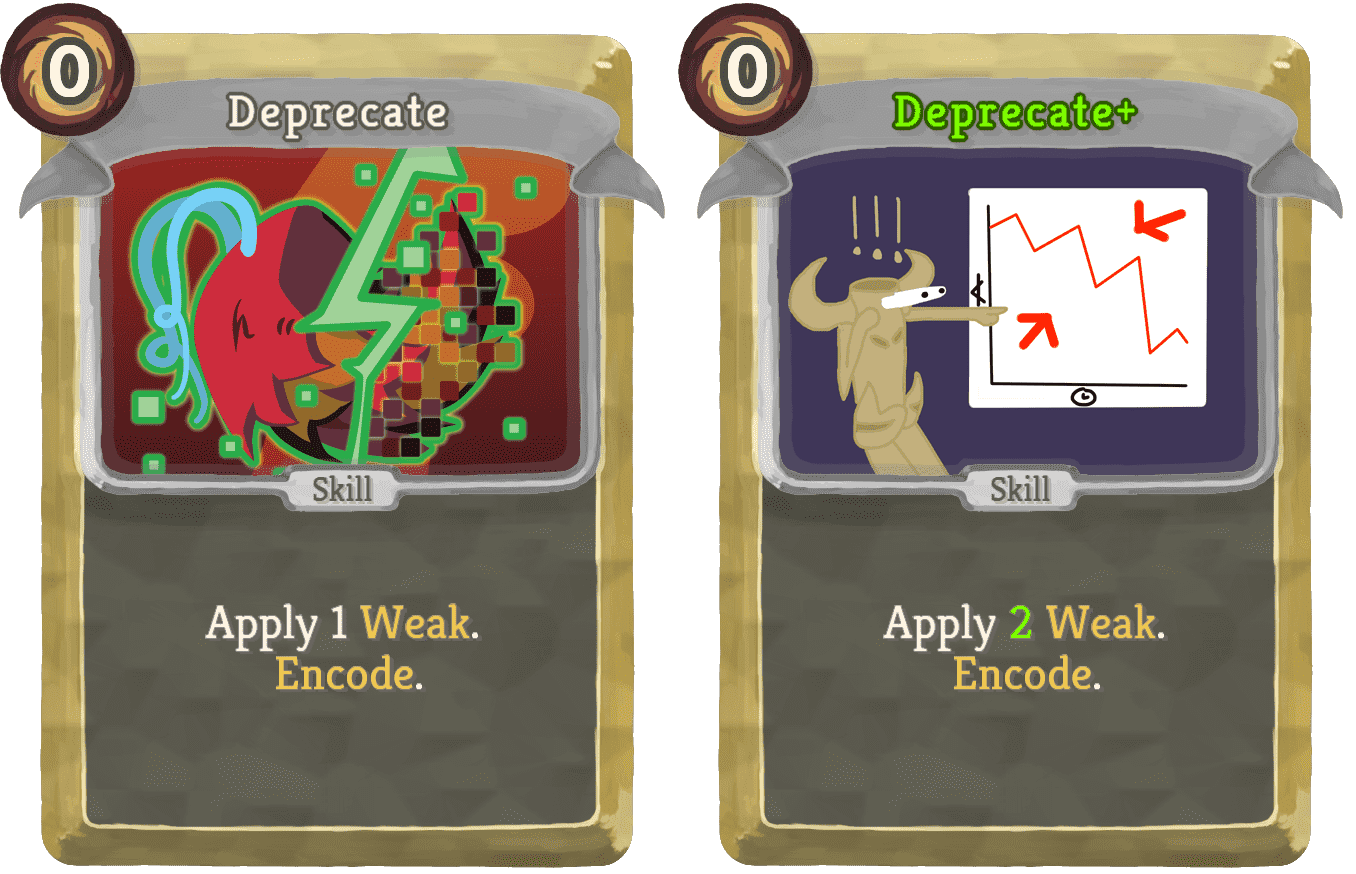 0
Deprecate
Skill
Apply 1 Weak.
Encode.
0
Deprecate+
Skill
Apply 2 Weak.
Encode.